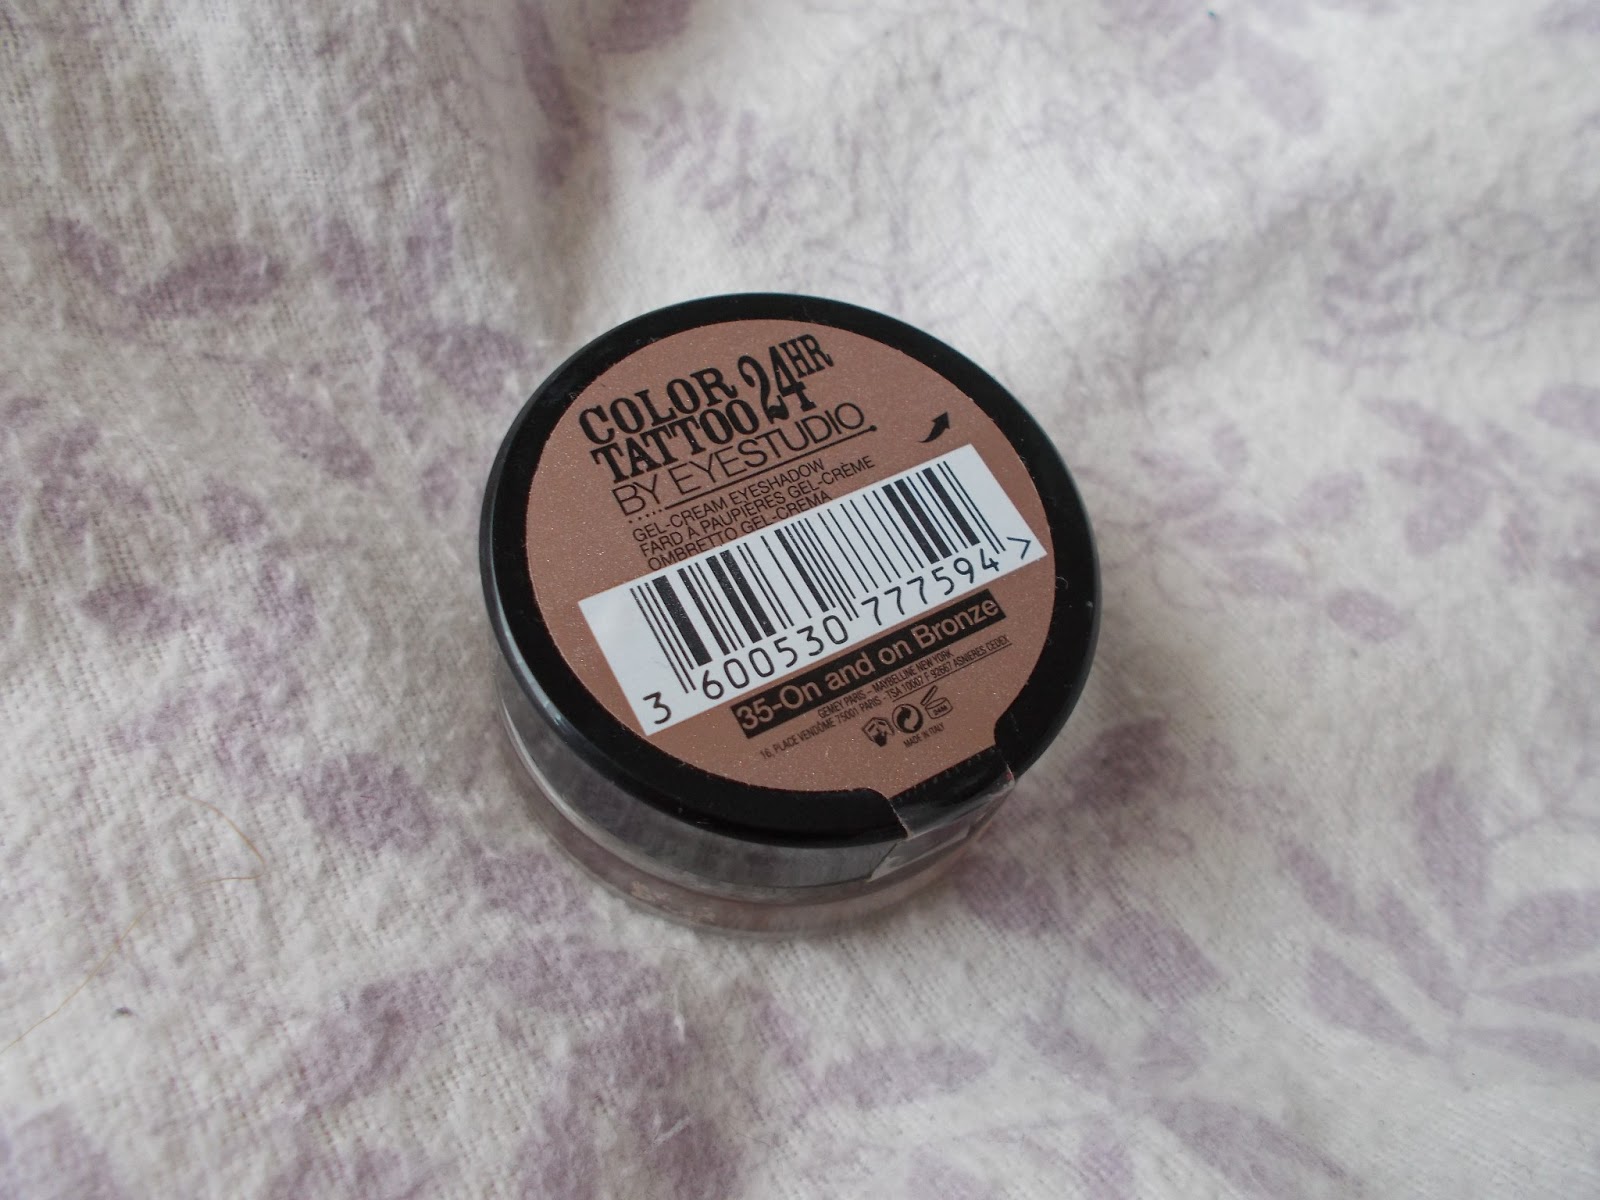 COLOR 24HR
TATTOO
BY EYESTUDIO
GEL-CREAM EYESHADOW
FARD À PAUPIÈRES GEL-CRÈME
OMBRETTO GEL-CREMA
3 600530 777594 >
35-On and on Bronze
GEMEY PARIS – MAYBELLINE NEW YORK
16, PLACE VENDÔME 75001 PARIS - TSA 10007 F 92667 ASNIERES CEDEX
24M
MADE IN ITALY